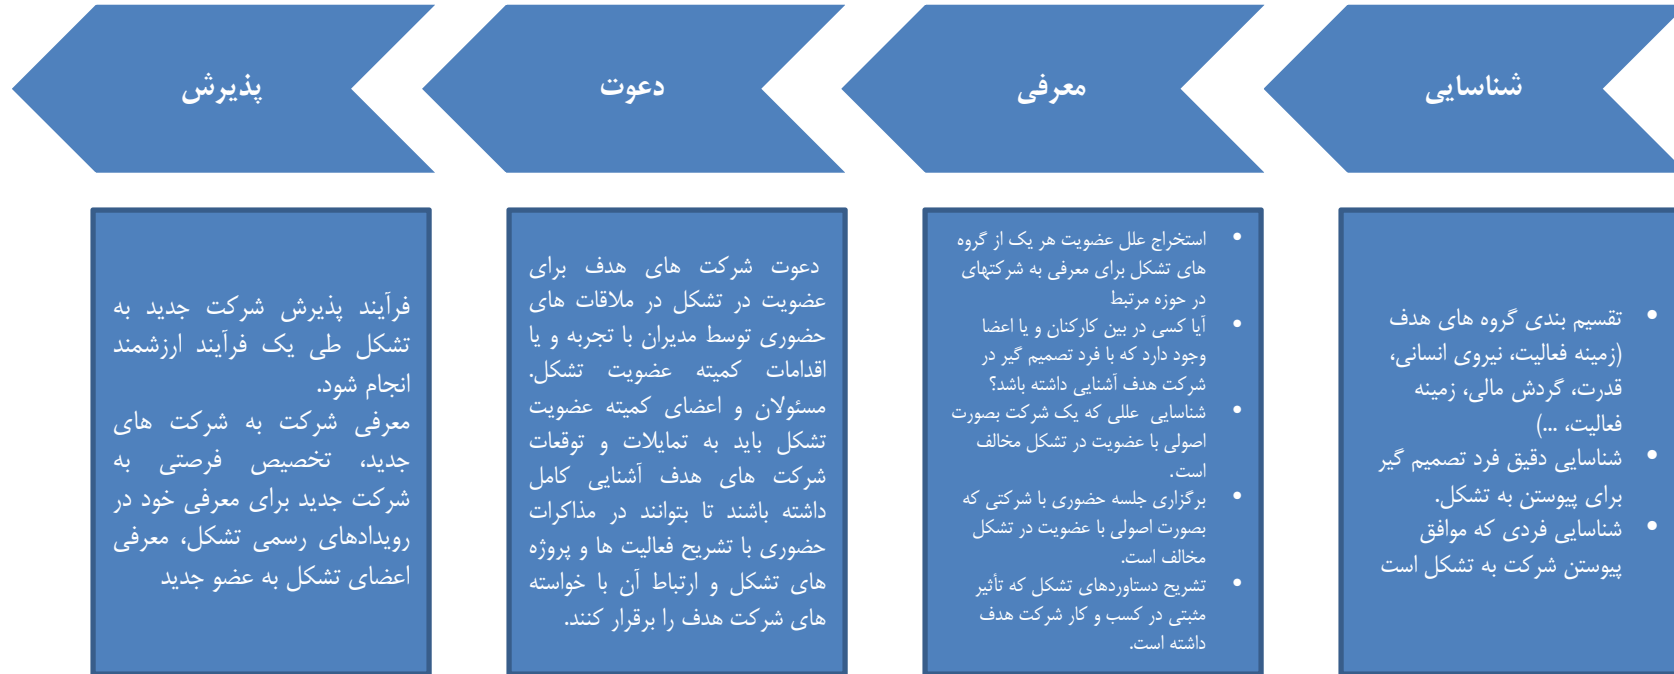 شناسایی
معرفی
دعوت
پذیرش
• تقسیم بندی گروه های هدف
(زمینه فعالیت، نیروی انسانی،
قدرت، گردش مالی، زمینه
فعالیت، ...)
• شناسایی دقیق فرد تصمیم گیر
برای پیوستن به تشکل.
• شناسایی فردی که موافق
پیوستن شرکت به تشکل است
• استخراج علل عضویت هر یک از گروه
های تشکل برای معرفی به شرکتهای
در حوزه مرتبط
• آیا کسی در بین کارکنان و یا اعضا
وجود دارد که با فرد تصمیم گیر در
شرکت هدف آشنایی داشته باشد؟
• شناسایی عللی که یک شرکت بصورت
اصولی با عضویت در تشکل مخالف
است.
• برگزاری جلسه حضوری با شرکتی که
بصورت اصولی با عضویت در تشکل
مخالف است.
• تشریح دستاوردهای تشکل که تأثیر
مثبتی در کسب و کار شرکت هدف
داشته است.
دعوت شرکت های هدف برای
عضویت در تشکل در ملاقات های
حضوری توسط مدیران با تجربه و یا
اقدامات کمیته عضویت تشکل.
مسئولان و اعضای کمیته عضویت
تشکل باید به تمایلات و توقعات
شرکت های هدف آشنایی کامل
داشته باشند تا بتوانند در مذاکرات
حضوری با تشریح فعالیت ها و پروژه
های تشکل و ارتباط آن با خواسته
های شرکت هدف را برقرار کنند.
فرآیند پذیرش شرکت جدید به
تشکل طی یک فرآیند ارزشمند
انجام شود.
معرفی شرکت به شرکت های
جدید، تخصیص فرصتی به
شرکت جدید برای معرفی خود در
رویدادهای رسمی تشکل، معرفی
اعضای تشکل به عضو جدید